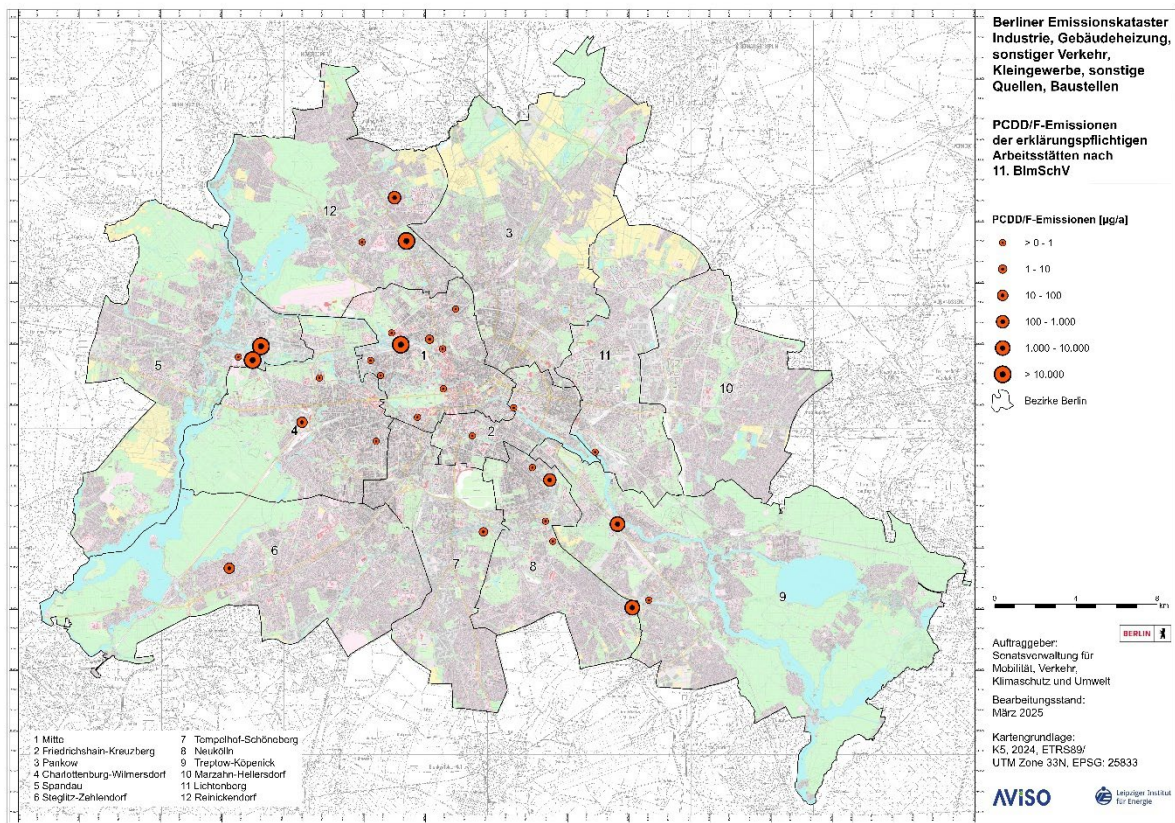 Berliner Emissionskataster
Industrie, Gebäudeheizung,
sonstiger Verkehr,
Kleingewerbe, sonstige
Quellen, Baustellen
PCDD/F-Emissionen
der erklärungspflichtigen
Arbeitsstätten nach
11. BImSchV
PCDD/F-Emissionen [µg/a]
> 0 - 1
1 - 10
10 - 100
100 - 1.000
1.000 - 10.000
> 10.000
Bezirke Berlin
12
3
5
1
11
10
4
2
6
7
8
9
0 4 8
km
BERLIN
Auftraggeber:
Senatsverwaltung für
Mobilität, Verkehr,
Klimaschutz und Umwelt
Bearbeitungsstand:
März 2025
Kartengrundlage:
K5, 2024, ETRS89/
UTM Zone 33N, EPSG: 25833
AVISO
Leipziger Institut
für Energie
1 Mitte
2 Friedrichshain-Kreuzberg
3 Pankow
4 Charlottenburg-Wilmersdorf
5 Spandau
6 Steglitz-Zehlendorf
7 Tempelhof-Schöneberg
8 Neukölln
9 Treptow-Köpenick
10 Marzahn-Hellersdorf
11 Lichtenberg
12 Reinickendorf